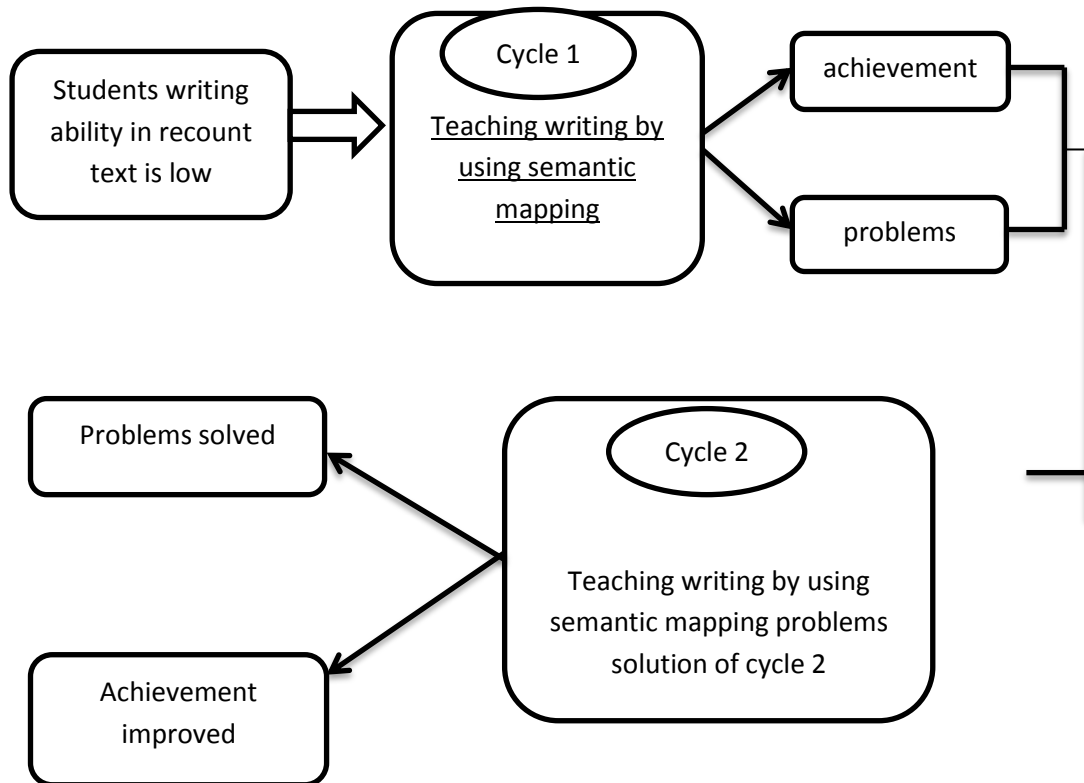 Students writing
ability in recount
text is low
Cycle 1
Teaching writing by
using semantic
mapping
achievement
problems
Problems solved
Achievement
improved
Cycle 2
Teaching writing by using
semantic mapping problems
solution of cycle 2